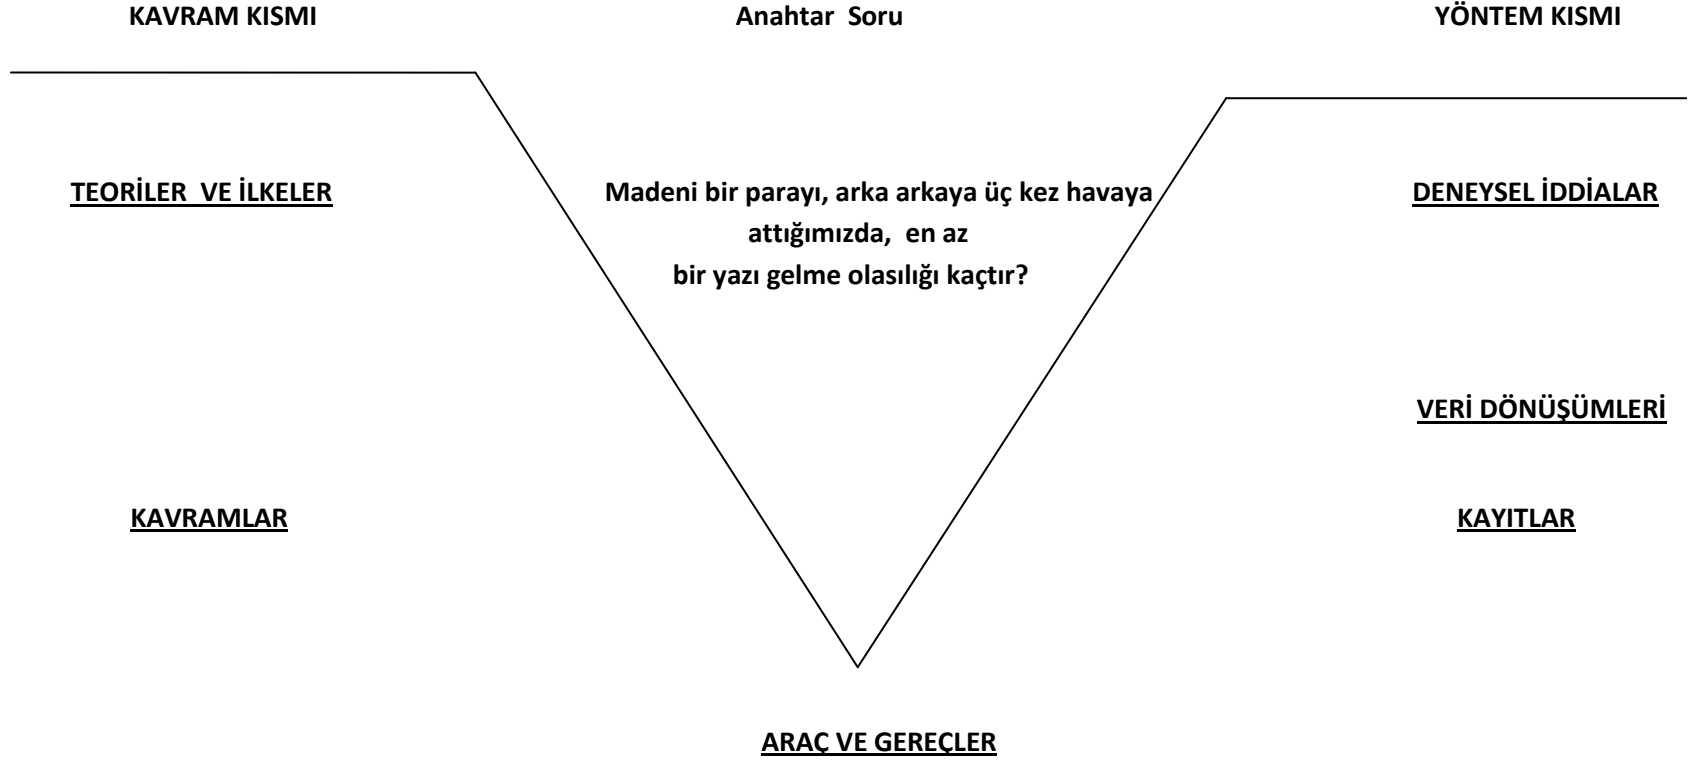 KAVRAM KISMI
Anahtar Soru
YÖNTEM KISMI
TEORİLER VE İLKELER
Madeni bir parayı, arka arkaya üç kez havaya
attığımızda, en az
bir yazı gelme olasılığı kaçtır?
DENEYSEL İDDİALAR
VERİ DÖNÜŞÜMLERİ
KAVRAMLAR
KAYITLAR
ARAÇ VE GEREÇLER